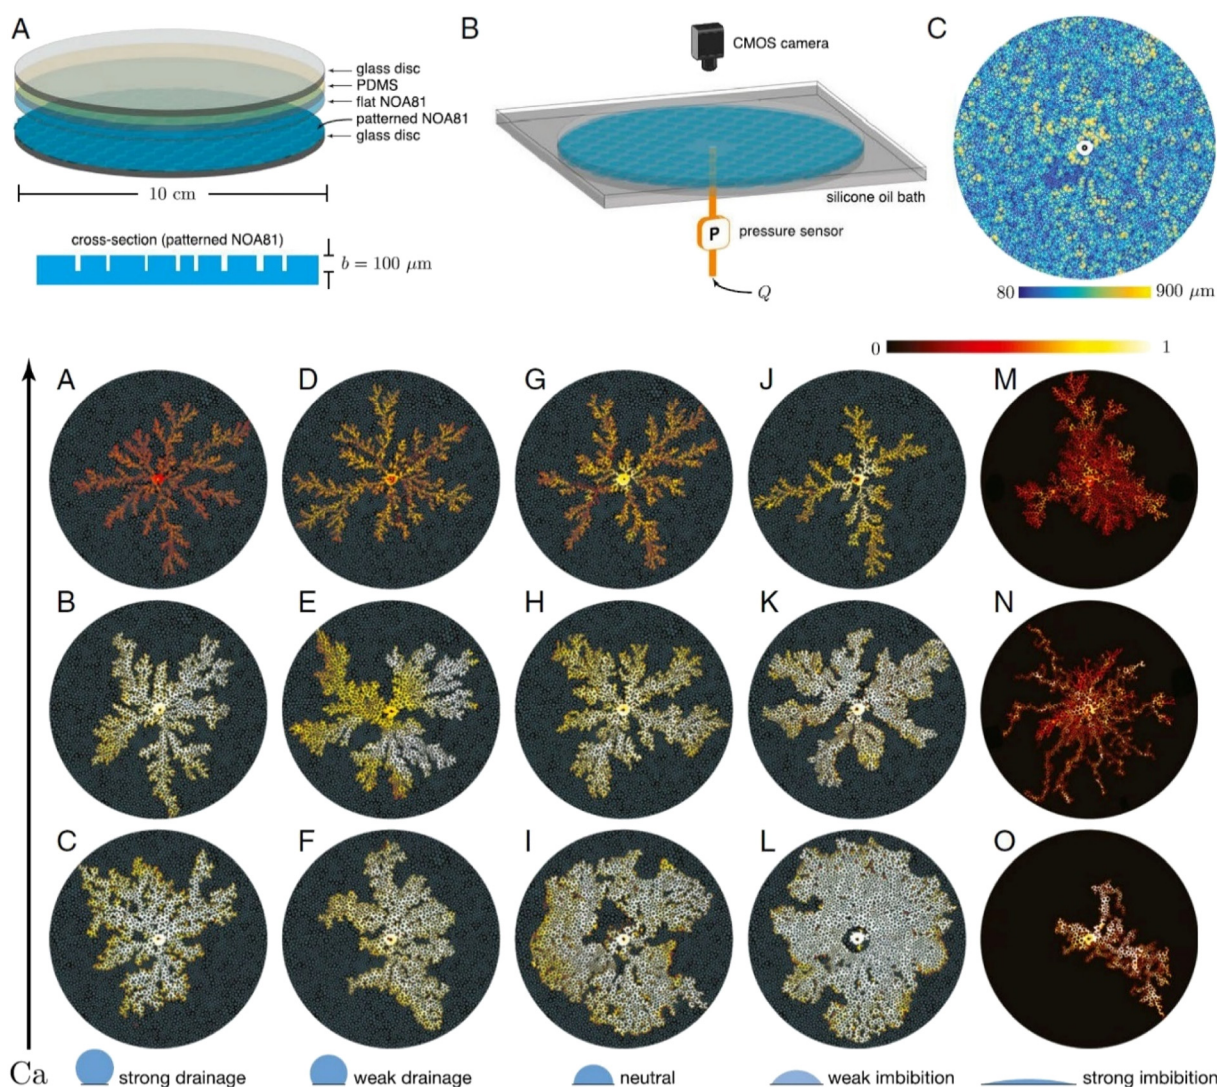 A
glass disc
PDMS
flat NOA81
patterned NOA81
glass disc
10 cm
cross-section (patterned NOA81)
b = 100 μm
B
CMOS camera
silicone oil bath
P
pressure sensor
Q
C
80
900 μm
0
1
A
D
G
J
M
B
E
H
K
N
C
F
I
L
O
Ca
strong drainage
weak drainage
neutral
weak imbibition
strong imbibition